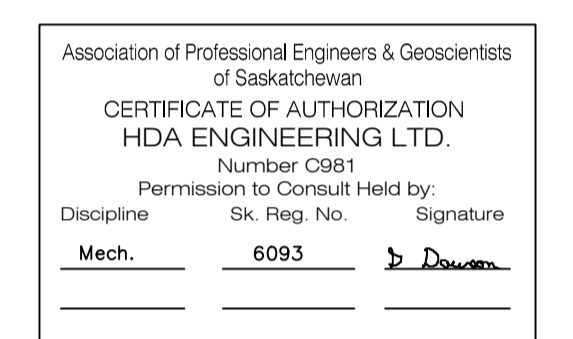 Association of Professional Engineers & Geoscientists
of Saskatchewan
CERTIFICATE OF AUTHORIZATION
HDA ENGINEERING LTD.
Number C981
Permission to Consult Held by:
Discipline Sk. Reg. No. Signature
Mech. 6093 D Dawson